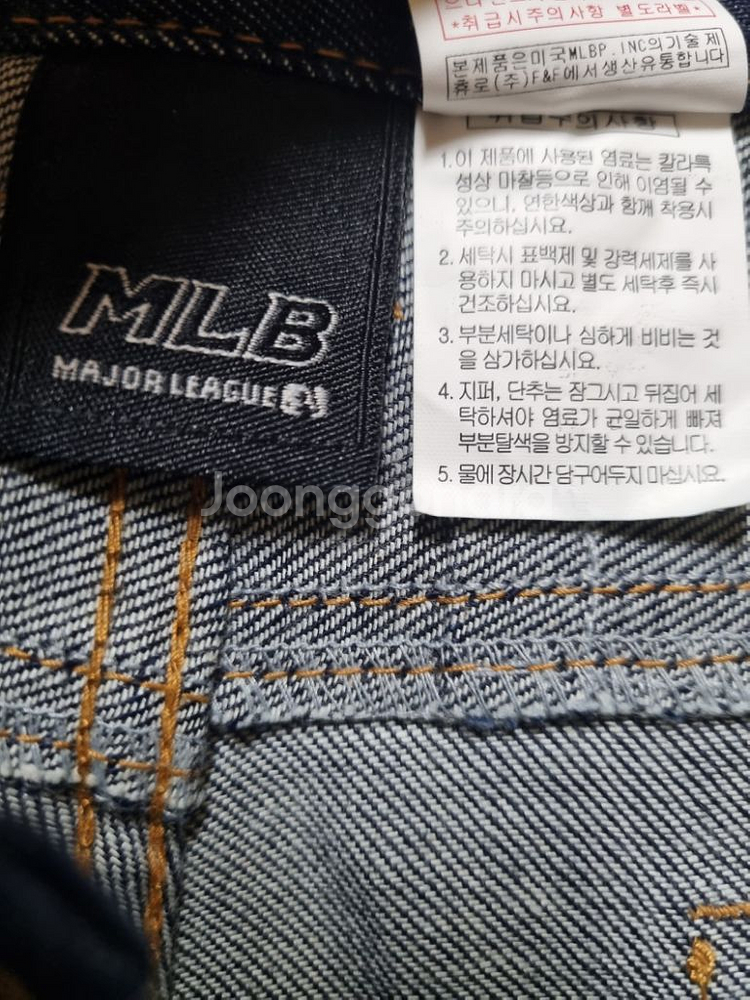 *취급시주의사항 별도라벨*
본제품은미국MLBP.INC의기술제
휴로(주)F&F에서생산유통합니다
취급주의사항
1.이 제품에 사용된 염료는 칼라특
성상 마찰등으로 인해 이염될 수
있으니, 연한색상과 함께 착용시
주의하십시요.
2.세탁시 표백제 및 강력세제를 사
용하지 마시고 별도 세탁후 즉시
건조하십시요.
3.부분세탁이나 심하게 비비는 것
을 삼가하십시요.
4.지퍼, 단추는 잠그시고 뒤집어 세
탁하셔야 염료가 균일하게 빠져
부분탈색을 방지할 수 있습니다.
5.물에 장시간 담구어두지 마십시요.
MLB
MAJOR LEAGUE